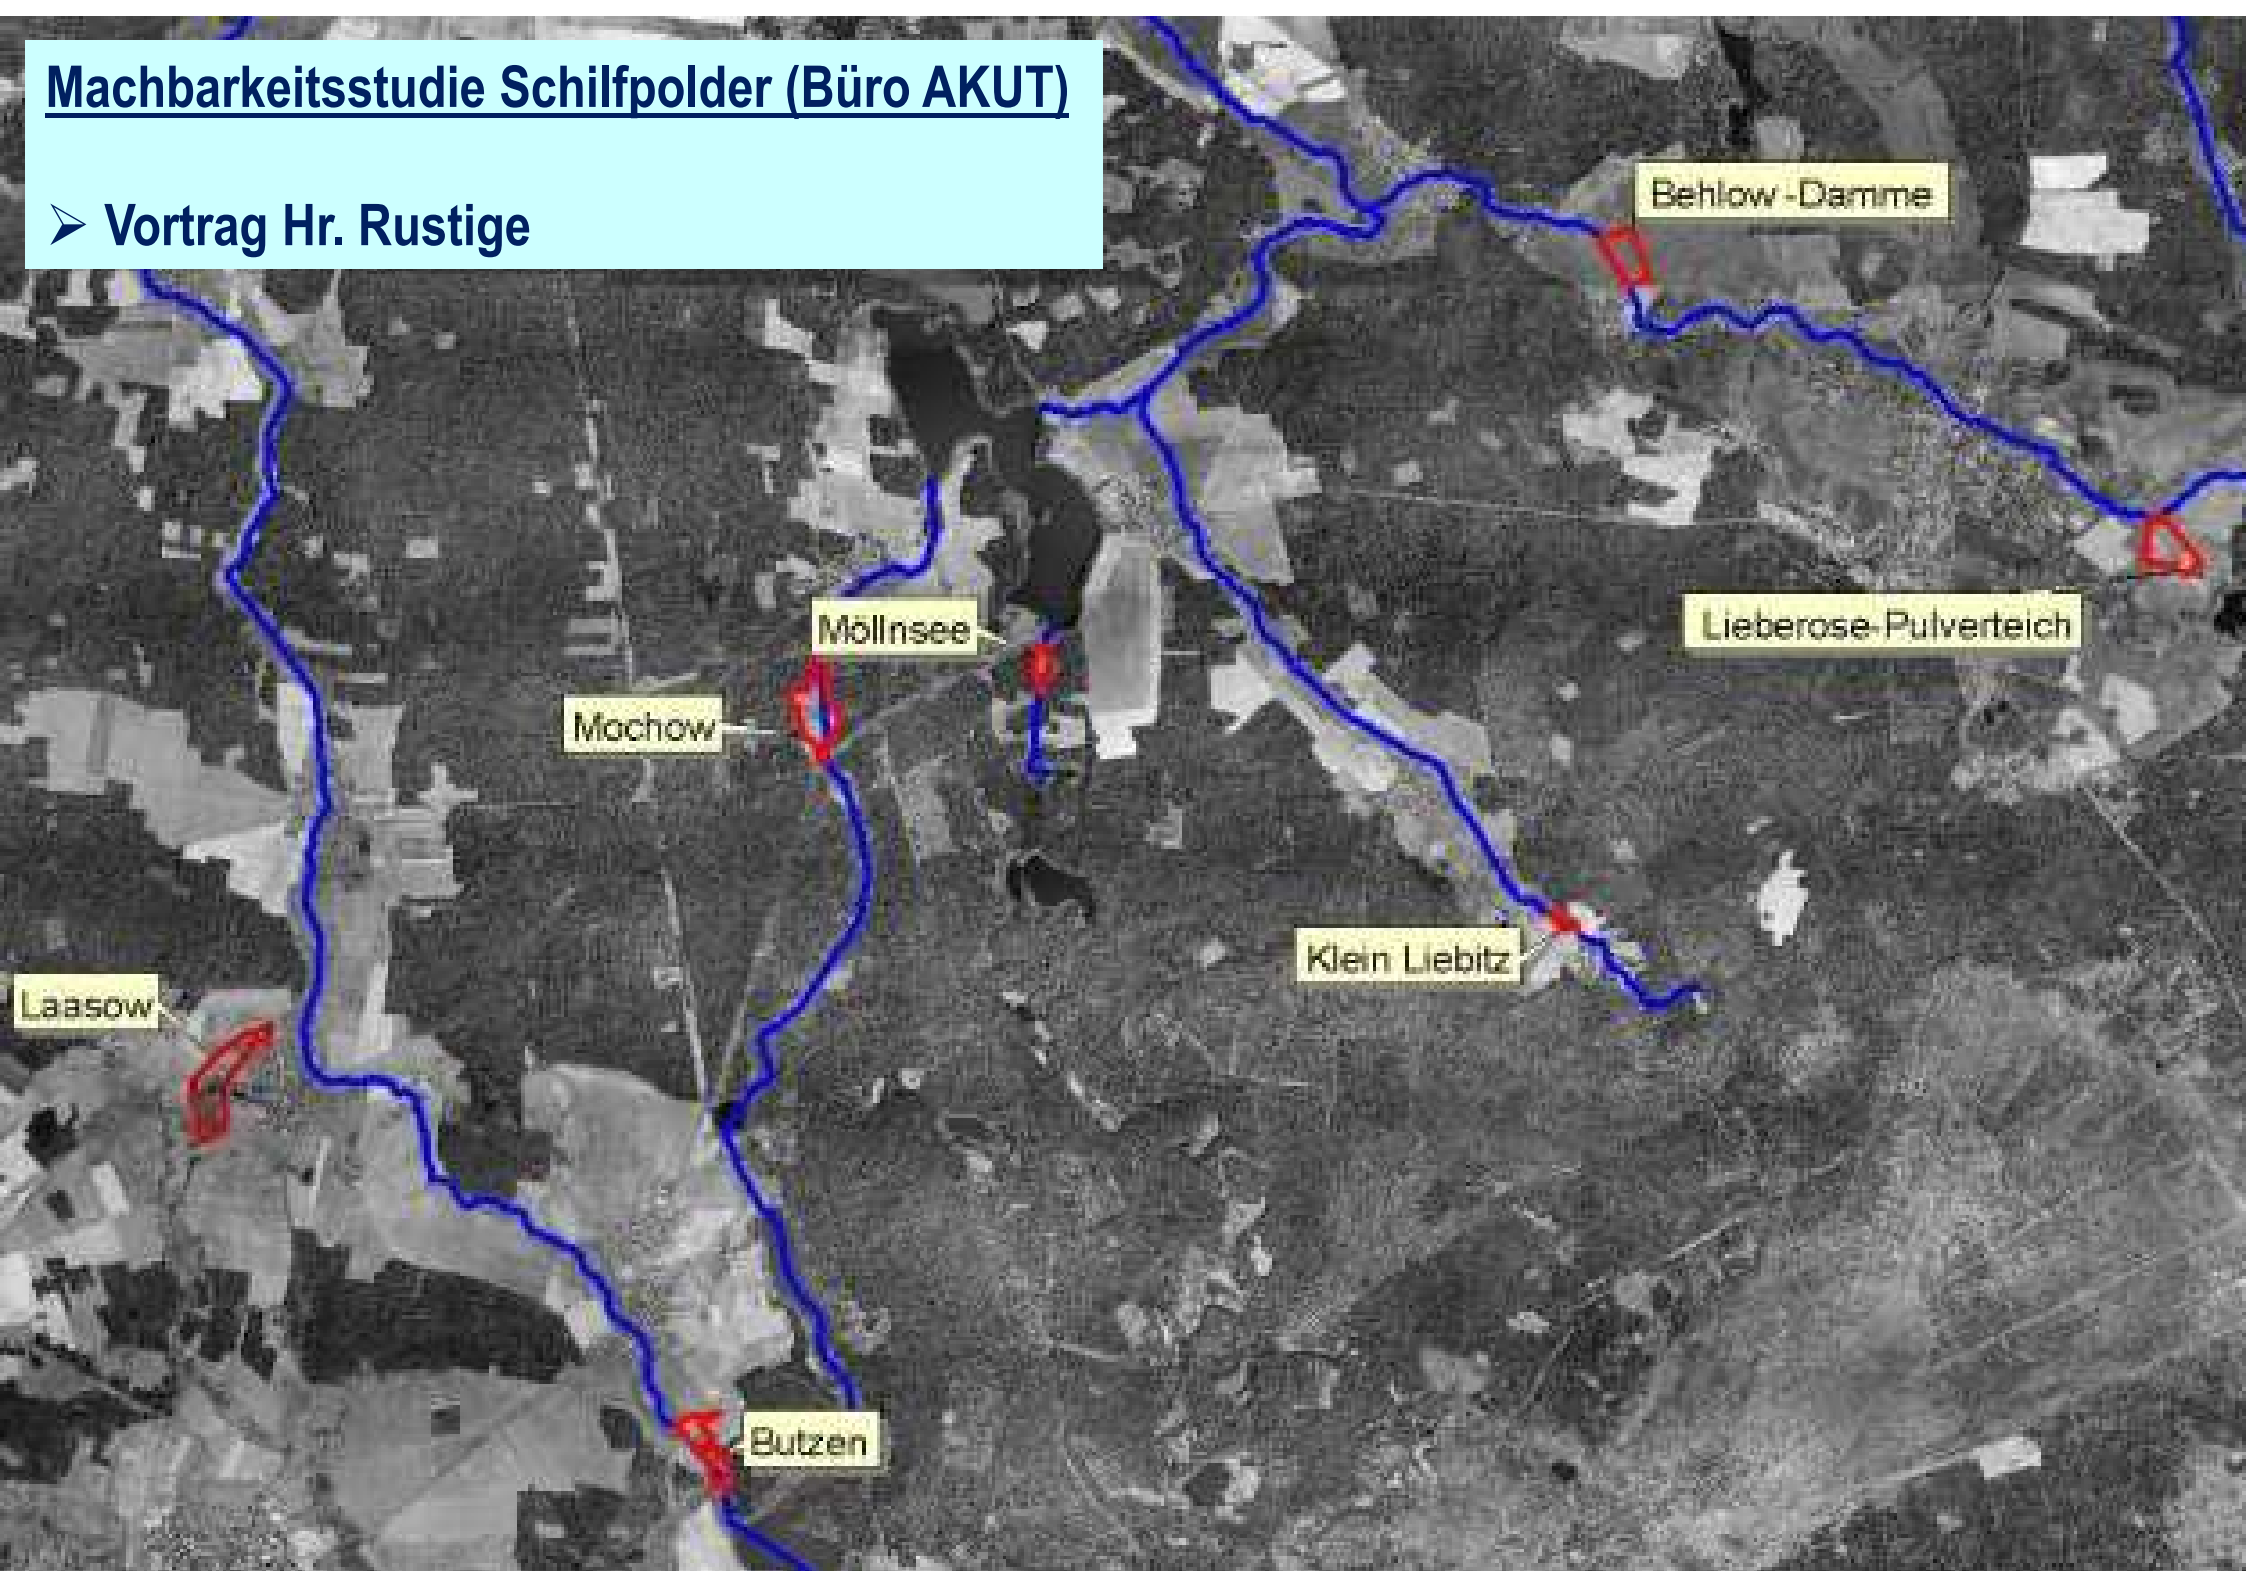 Machbarkeitsstudie Schilfpolder (Büro AKUT)
➢ Vortrag Hr. Rustige
Behlow-Damme
Lieberose-Pulverteich
Möllnsee
Mochow
Klein Liebitz
Laasow
Butzen